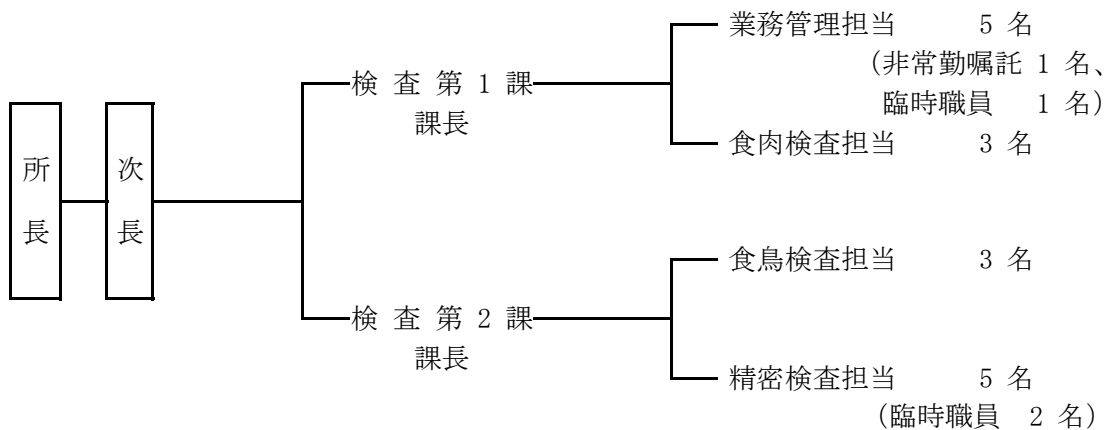 所長
次長
検 査 第 1 課
課長
業務管理担当 5 名
(非常勤嘱託 1 名、
臨時職員 1 名)
食肉検査担当 3 名
検 査 第 2 課
課長
食鳥検査担当 3 名
精密検査担当 5 名
(臨時職員 2 名)